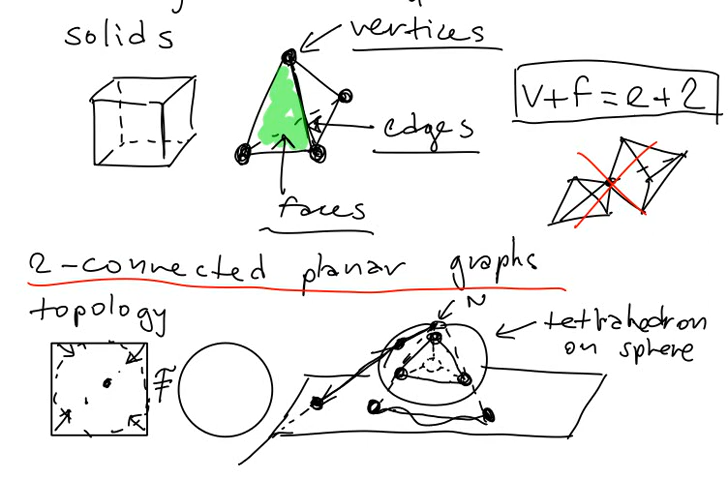 solids
vertices
v+f=e+2
edges
faces
2-connected planar graphs
topology
N
tetrahedron
on sphere